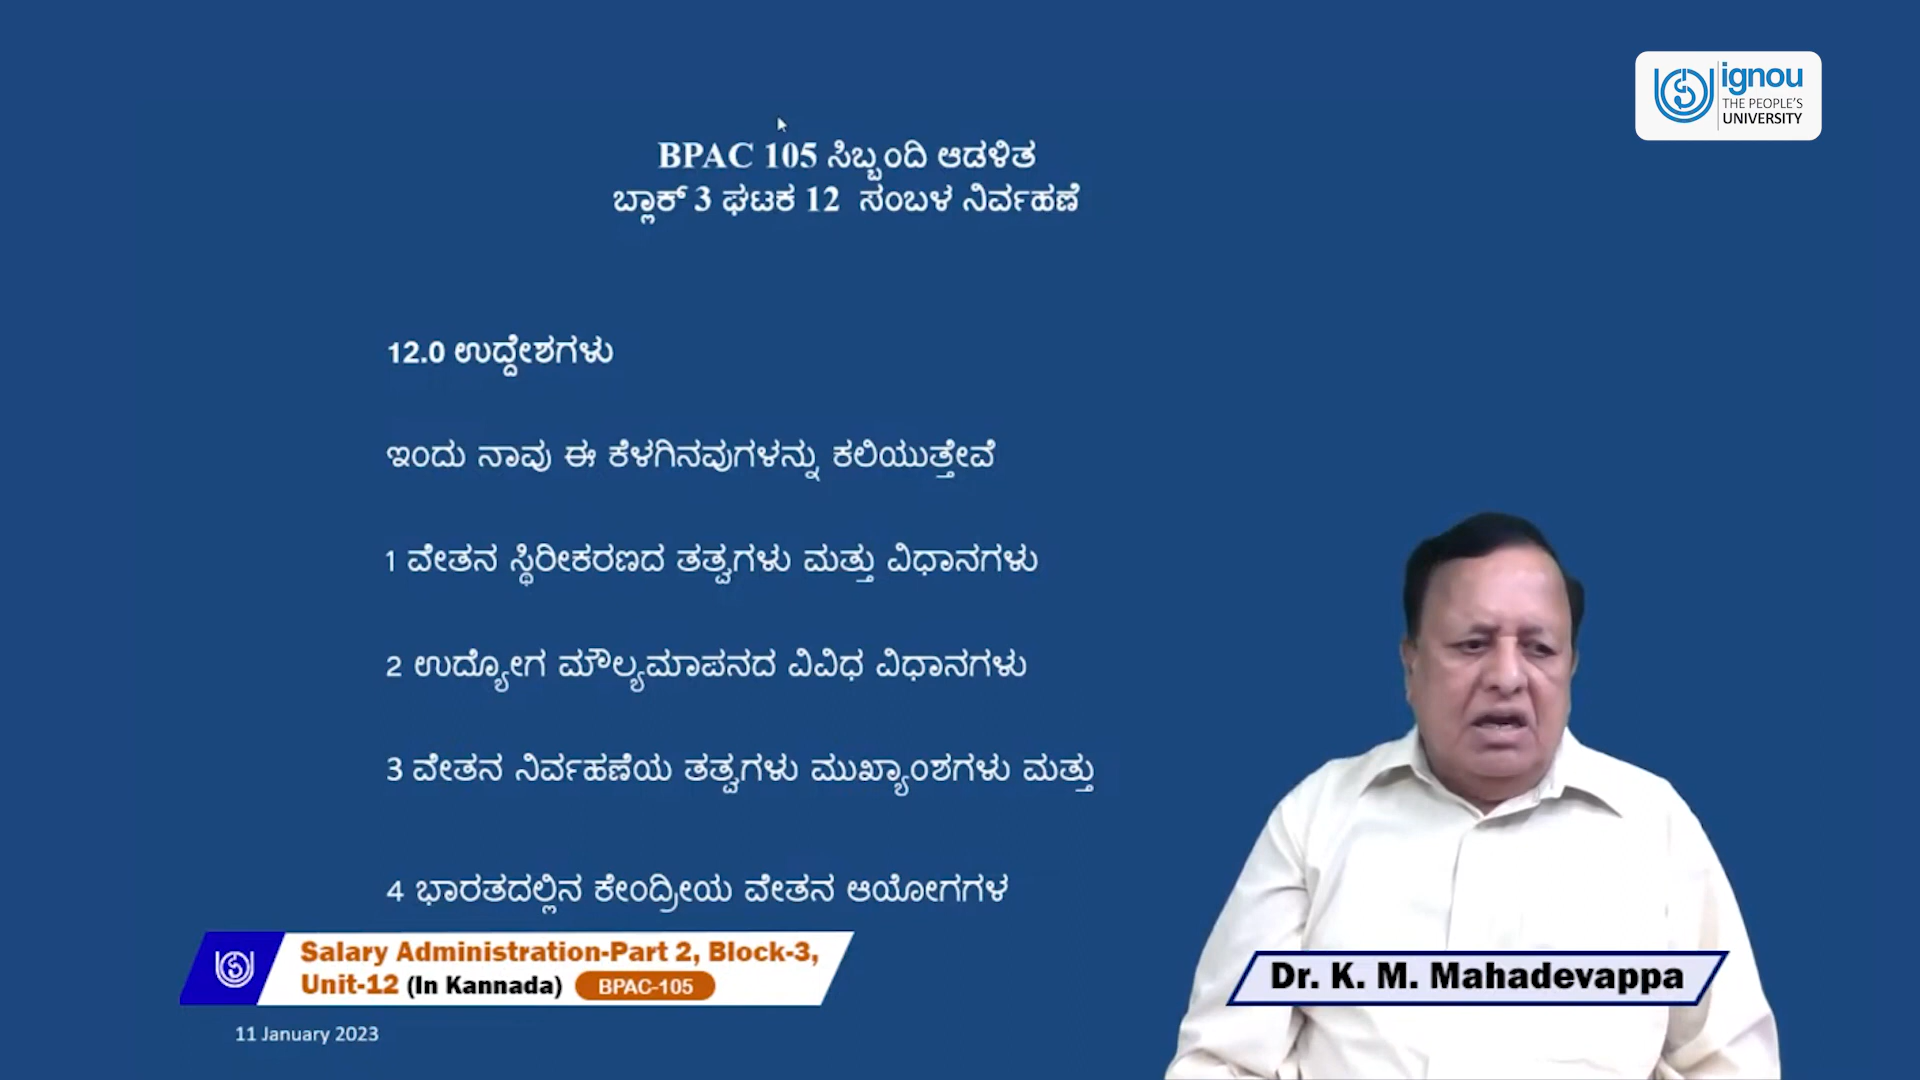 ignou
THE PEOPLE'S
UNIVERSITY
BPAC 105 ಸಿಬ್ಬಂದಿ ಆಡಳಿತ
ಬ್ಲಾಕ್ 3 ಘಟಕ 12 ಸಂಬಳ ನಿರ್ವಹಣೆ
12.0 ಉದ್ದೇಶಗಳು
ಇಂದು ನಾವು ಈ ಕೆಳಗಿನವುಗಳನ್ನು ಕಲಿಯುತ್ತೇವೆ
1 ವೇತನ ಸ್ಥಿರೀಕರಣದ ತತ್ವಗಳು ಮತ್ತು ವಿಧಾನಗಳು
2 ಉದ್ಯೋಗ ಮೌಲ್ಯಮಾಪನದ ವಿವಿಧ ವಿಧಾನಗಳು
3 ವೇತನ ನಿರ್ವಹಣೆಯ ತತ್ವಗಳು ಮುಖ್ಯಾಂಶಗಳು ಮತ್ತು
4 ಭಾರತದಲ್ಲಿನ ಕೇಂದ್ರೀಯ ವೇತನ ಆಯೋಗಗಳ
Salary Administration-Part 2, Block-3,
Unit-12 (In Kannada) BPAC-105
Dr. K. M. Mahadevappa
11 January 2023